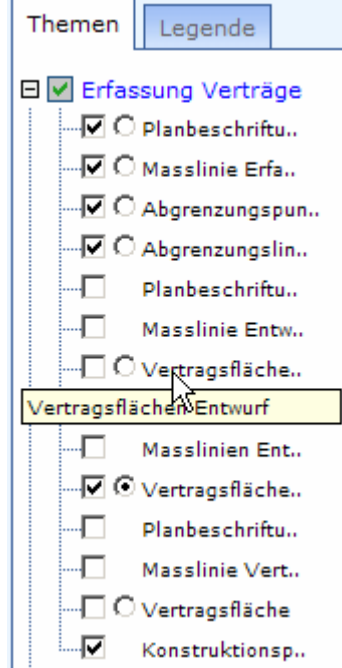 Themen
Legende
Erfassung Verträge
Planbeschriftu..
Masslinie Erfa..
Abgrenzungspun..
Abgrenzungslin..
Planbeschriftu..
Masslinie Entw..
Vertragsfläche..
Vertragsflächen Entwurf
Masslinien Ent..
Vertragsfläche..
Planbeschriftu..
Masslinie Vert..
Vertragsfläche
Konstruktionsp..